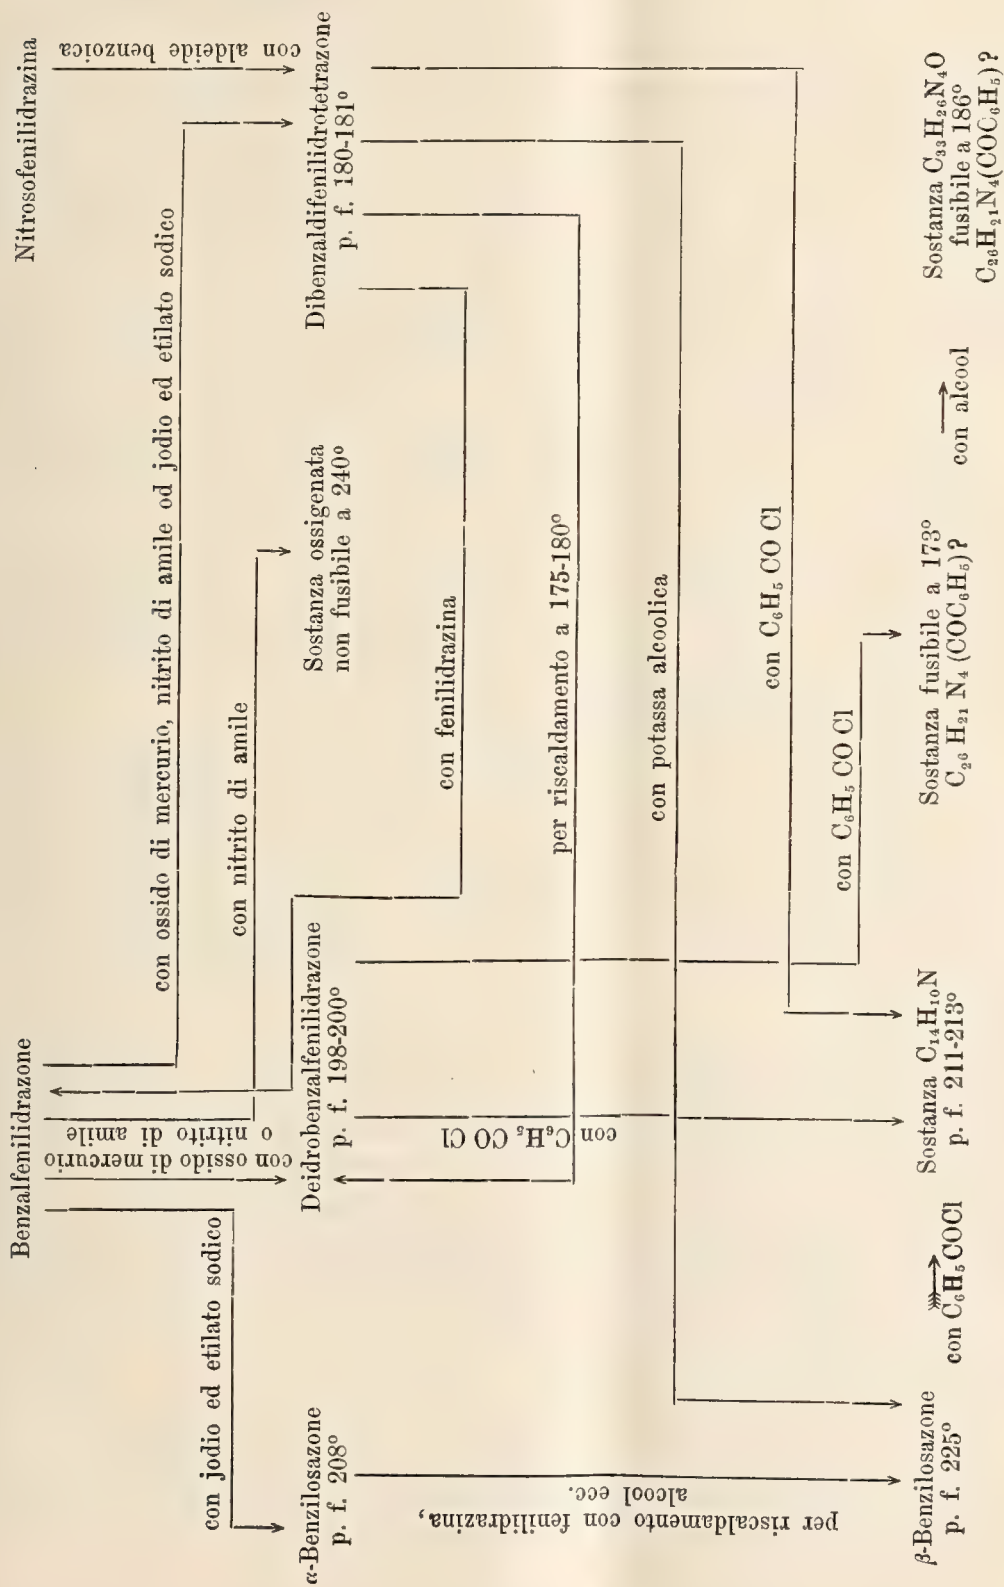 Benzalfenilidrazone
Nitrosofenilidrazina
con jodio ed etilato sodico
con ossido di mercurio
o nitrito di amile
con nitrito di amile
con ossido di mercurio, nitrito di amile od jodio ed etilato sodico
con aldeide benzoica
α-Benzilosazone
p. f. 208°
Deidrobenzalfenilidrazone
p. f. 198-200°
Sostanza ossigenata
non fusibile a 240°
Dibenzaldifenilidrotetrazone
p. f. 180-181°
con fenilidrazina
per riscaldamento a 175-180°
con potassa alcoolica
con C₆H₅ CO Cl
con C₆H₅ CO Cl
con C₆H₅ CO Cl
per riscaldamento con fenilidrazina,
alcool ecc.
β-Benzilosazone
p. f. 225°
con C₆H₅COCl
Sostanza C₁₄H₁₀N
p. f. 211-213°
Sostanza fusibile a 173°
C₂₆ H₂₁ N₄ (COC₆H₅)?
con alcool
Sostanza C₃₃H₂₆N₄O
fusibile a 186°
C₂₆H₂₁N₄(COC₆H₅)?